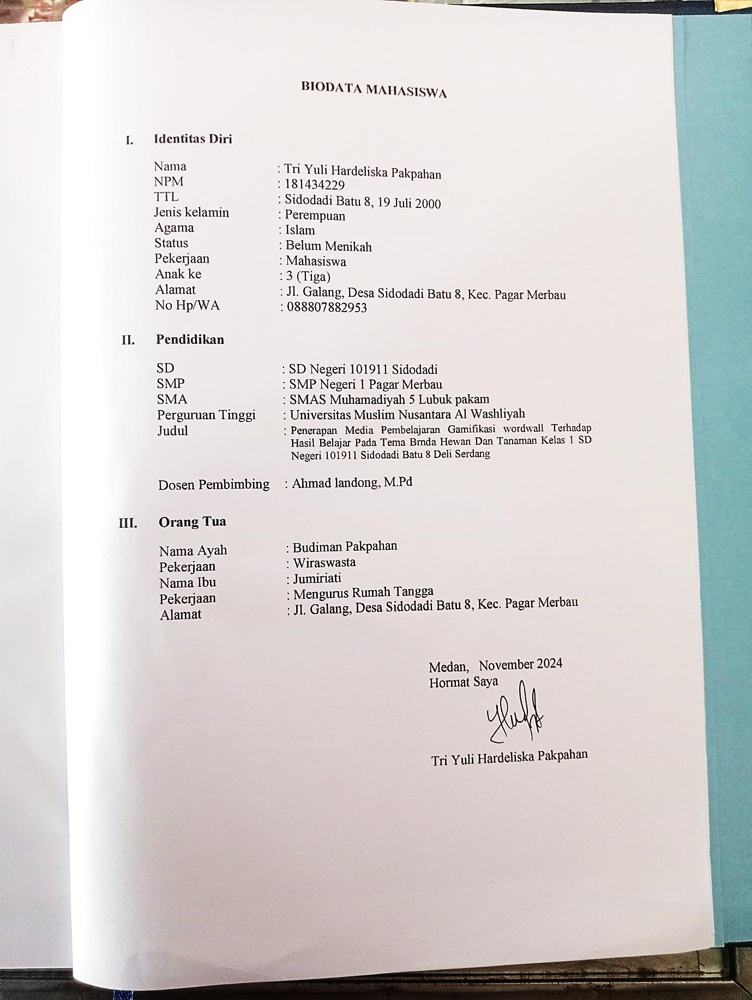 BIODATA MAHASISWA
I. Identitas Diri
Nama : Tri Yuli Hardeliska Pakpahan
NPM : 181434229
TTL : Sidodadi Batu 8, 19 Juli 2000
Jenis kelamin : Perempuan
Agama : Islam
Status : Belum Menikah
Pekerjaan : Mahasiswa
Anak ke : 3 (Tiga)
Alamat : Jl. Galang, Desa Sidodadi Batu 8, Kec. Pagar Merbau
No Hp/WA : 088807882953
II. Pendidikan
SD : SD Negeri 101911 Sidodadi
SMP : SMP Negeri 1 Pagar Merbau
SMA : SMAS Muhamadiyah 5 Lubuk pakam
Perguruan Tinggi : Universitas Muslim Nusantara Al Washliyah
Judul : Penerapan Media Pembelajaran Gamifikasi wordwall Terhadap
Hasil Belajar Pada Tema Brnda Hewan Dan Tanaman Kelas 1 SD
Negeri 101911 Sidodadi Batu 8 Deli Serdang
Dosen Pembimbing : Ahmad landong, M.Pd
III. Orang Tua
Nama Ayah : Budiman Pakpahan
Pekerjaan : Wiraswasta
Nama Ibu : Jumiriati
Pekerjaan : Mengurus Rumah Tangga
Alamat : Jl. Galang, Desa Sidodadi Batu 8, Kec. Pagar Merbau
Medan, November 2024
Hormat Saya
Tri Yuli Hardeliska Pakpahan